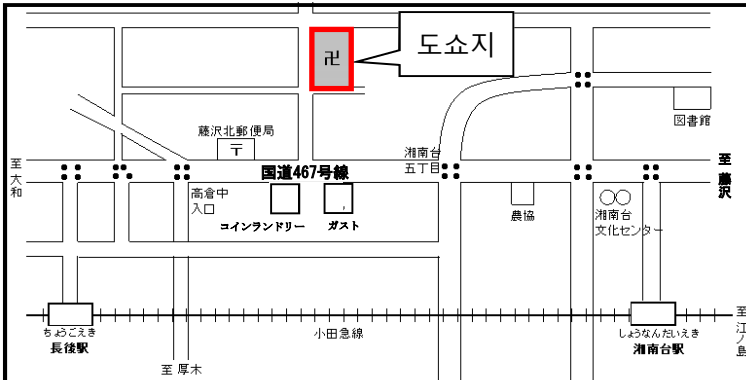 卍
도쇼지
図書館
藤沢北郵便局
〒
湘南台
五丁目
至大和
国道467号線
至藤沢
高倉中
入口
コインランドリー
ガスト
農協
湘南台
文化センター
ちょうごえき
長後駅
小田急線
しょうなんだいえき
湘南台駅
至江ノ島
至厚木